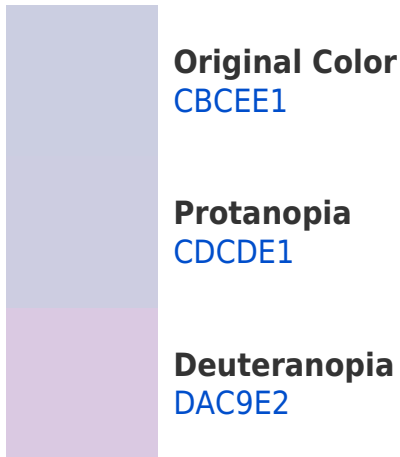 Original Color
CBCEE1
Protanopia
CDCDE1
Deuteranopia
DAC9E2